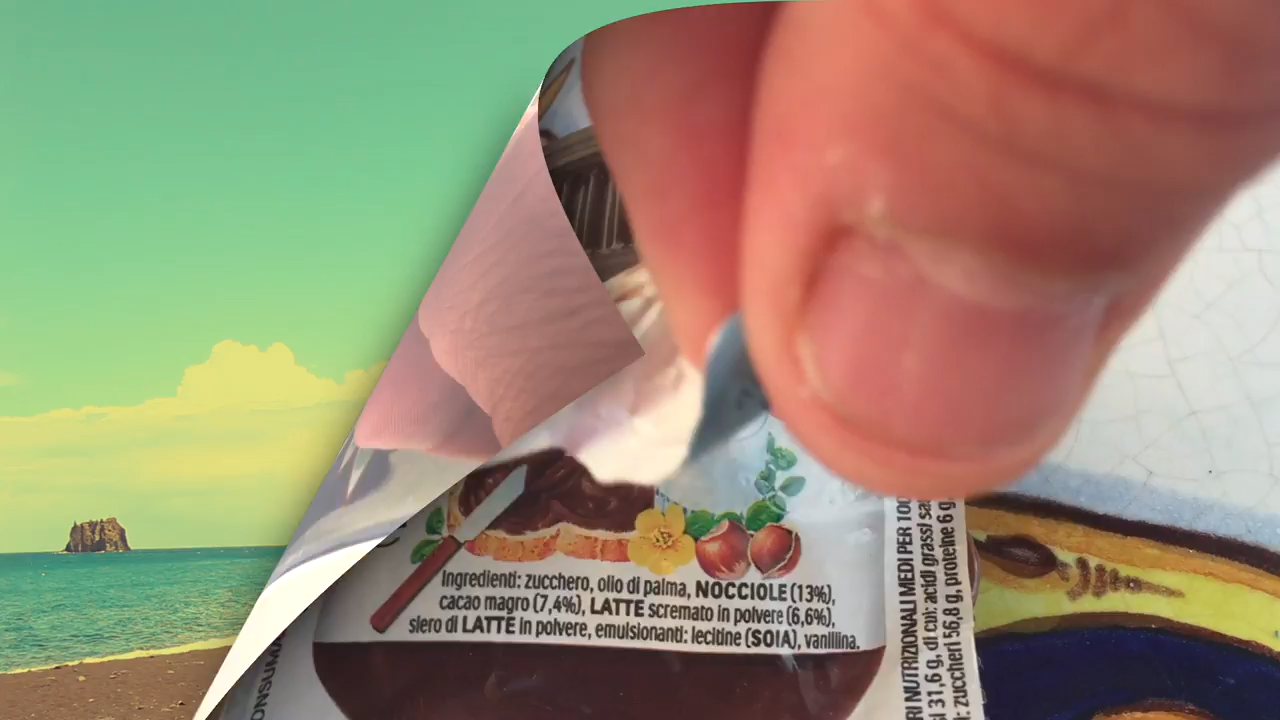 Ingredienti: zucchero, olio di palma, NOCCIOLE (13%),
cacao magro (7,4%), LATTE scremato in polvere (6,6%),
siero di LATTE in polvere, emulsionanti: lecitine (SOIA), vanillina.
NUTRIZIONALI MEDI PER 100
31,6 g, di cui: acidi grassi
zuccheri 56,8 g, proteine 6 g